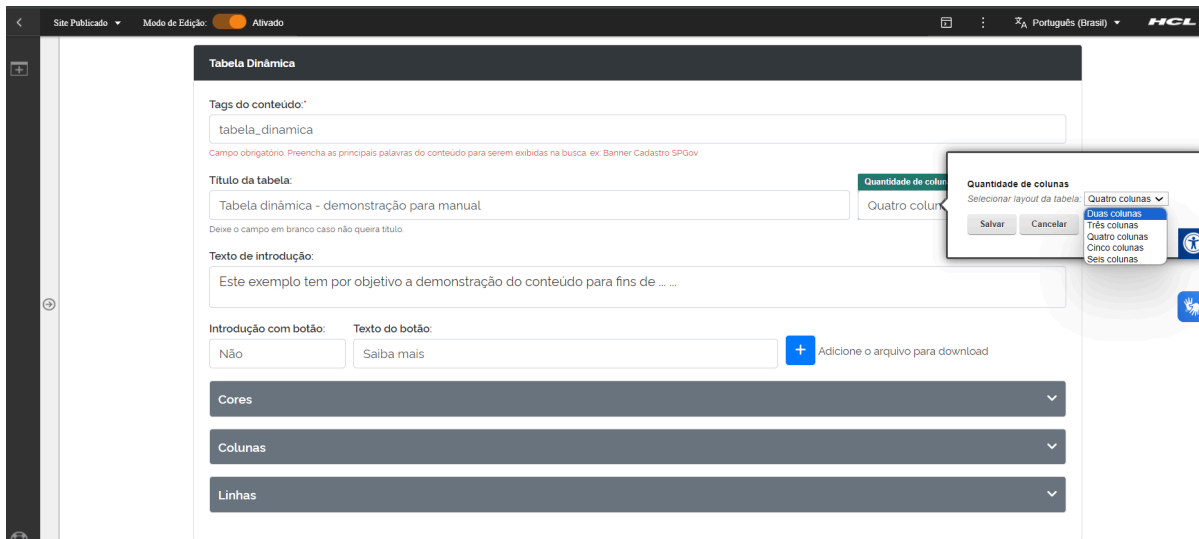 Site Publicado
Modo de Edição:
Ativado
Português (Brasil)
HCL
Tabela Dinâmica
Tags do conteúdo:*
tabela_dinamica
Campo obrigatório. Preencha as principais palavras do conteúdo para serem exibidas na busca. ex: Banner Cadastro SPGov
Título da tabela:
Tabela dinâmica - demonstração para manual
Deixe o campo em branco caso não queira título.
Quantidade de colun
Quatro colun
Quantidade de colunas
Selecionar layout da tabela:
Quatro colunas
Duas colunas
Três colunas
Quatro colunas
Cinco colunas
Seis colunas
Salvar
Cancelar
Texto de introdução:
Este exemplo tem por objetivo a demonstração do conteúdo para fins de ... ...
Introdução com botão:
Texto do botão:
Não
Saiba mais
+
Adicione o arquivo para download
Cores
Colunas
Linhas